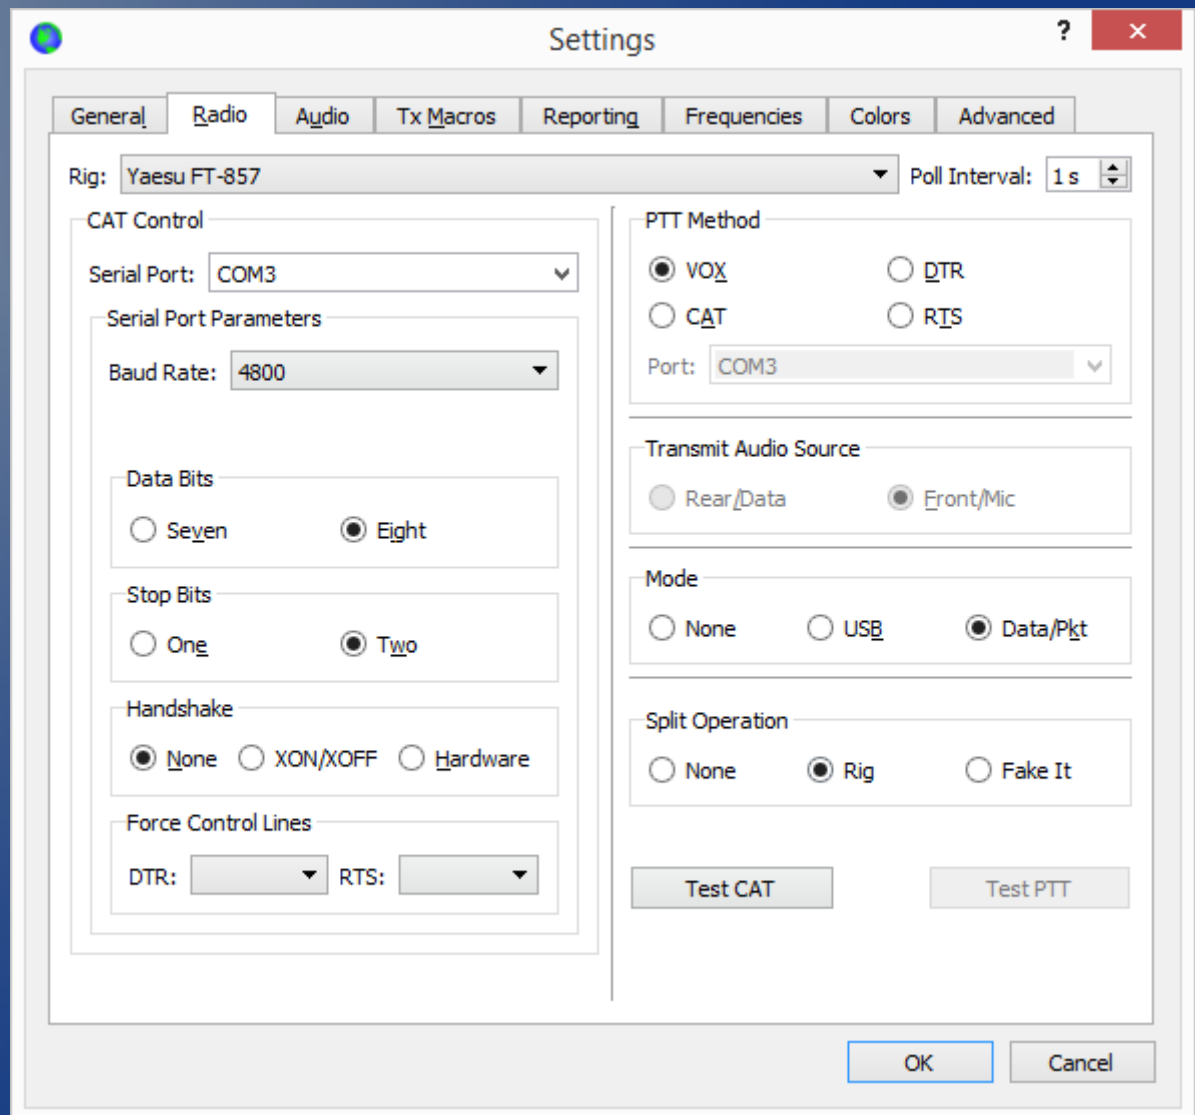 Settings
?
General Radio Audio Tx Macros Reporting Frequencies Colors Advanced
Rig: Yaesu FT-857 Poll Interval: 1 s
CAT Control
Serial Port: COM3
Serial Port Parameters
Baud Rate: 4800
Data Bits
Seven Eight
Stop Bits
One Two
Handshake
None XON/XOFF Hardware
Force Control Lines
DTR: RTS:
PTT Method
VOX DTR
CAT RTS
Port: COM3
Transmit Audio Source
Rear/Data Front/Mic
Mode
None USB Data/Pkt
Split Operation
None Rig Fake It
Test CAT Test PTT
OK Cancel